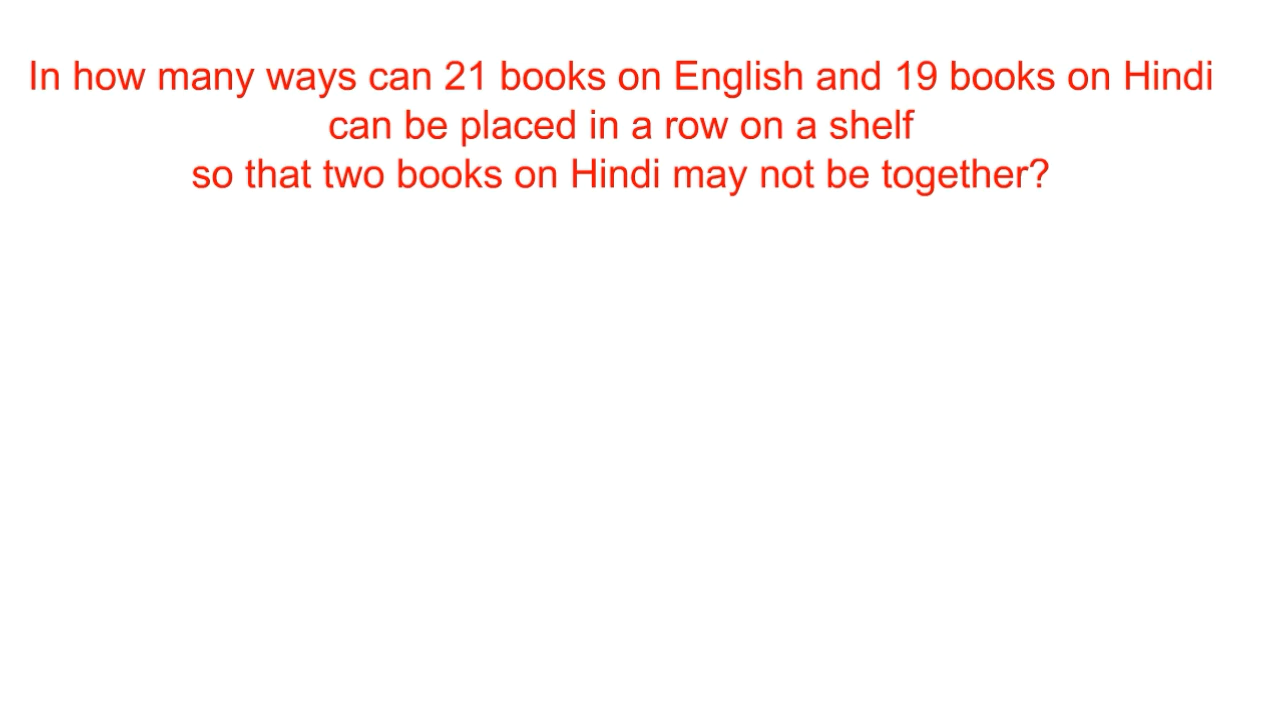 In how many ways can 21 books on English and 19 books on Hindi
can be placed in a row on a shelf
so that two books on Hindi may not be together?